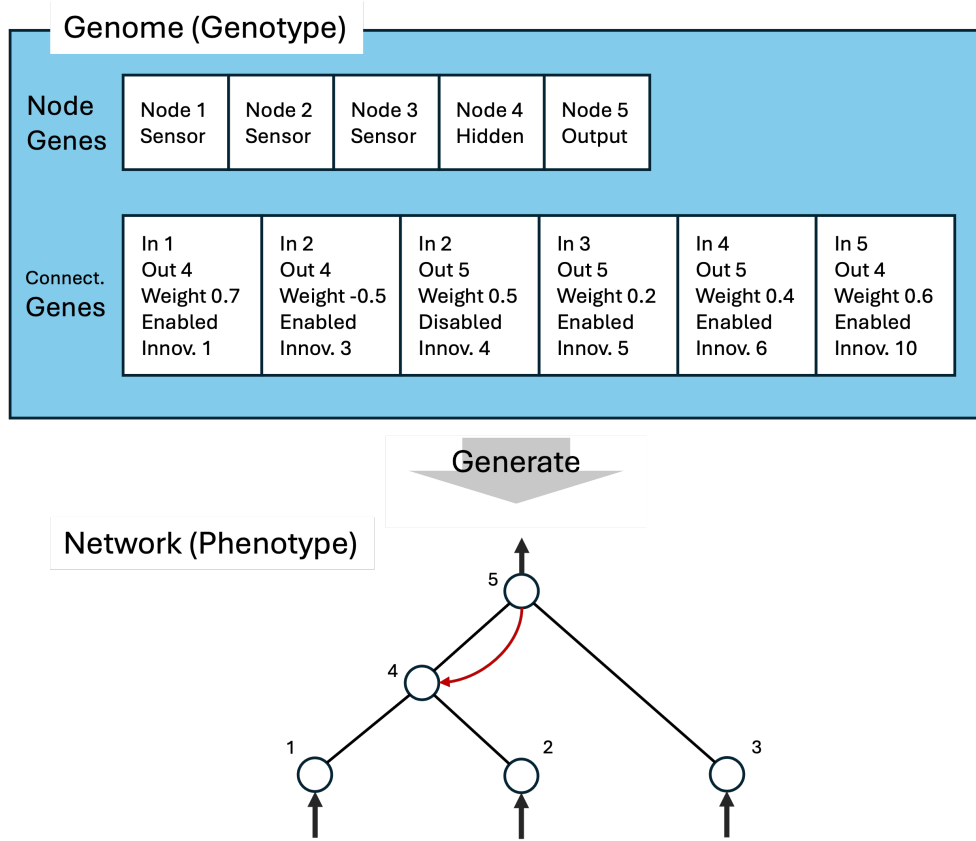 Genome (Genotype)
Node
Genes
Node 1
Sensor
Node 2
Sensor
Node 3
Sensor
Node 4
Hidden
Node 5
Output
Connect.
Genes
In 1
Out 4
Weight 0.7
Enabled
Innov. 1
In 2
Out 4
Weight -0.5
Enabled
Innov. 3
In 2
Out 5
Weight 0.5
Disabled
Innov. 4
In 3
Out 5
Weight 0.2
Enabled
Innov. 5
In 4
Out 5
Weight 0.4
Enabled
Innov. 6
In 5
Out 4
Weight 0.6
Enabled
Innov. 10
Generate
Network (Phenotype)
5
4
1
2
3